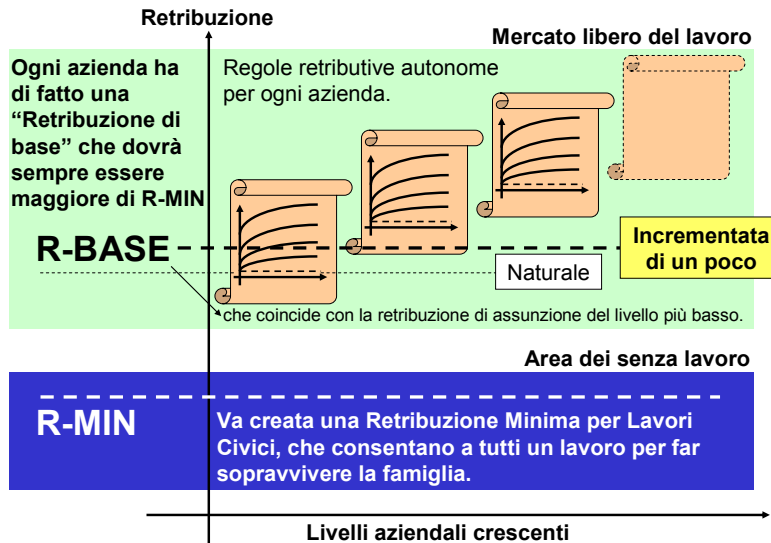 Retribuzione
Mercato libero del lavoro
Ogni azienda ha
di fatto una
“Retribuzione di
base” che dovrà
sempre essere
maggiore di R-MIN
Regole retributive autonome
per ogni azienda.
R-BASE
Incrementata
di un poco
Naturale
che coincide con la retribuzione di assunzione del livello più basso.
Area dei senza lavoro
R-MIN
Va creata una Retribuzione Minima per Lavori
Civici, che consentano a tutti un lavoro per far
sopravvivere la famiglia.
Livelli aziendali crescenti